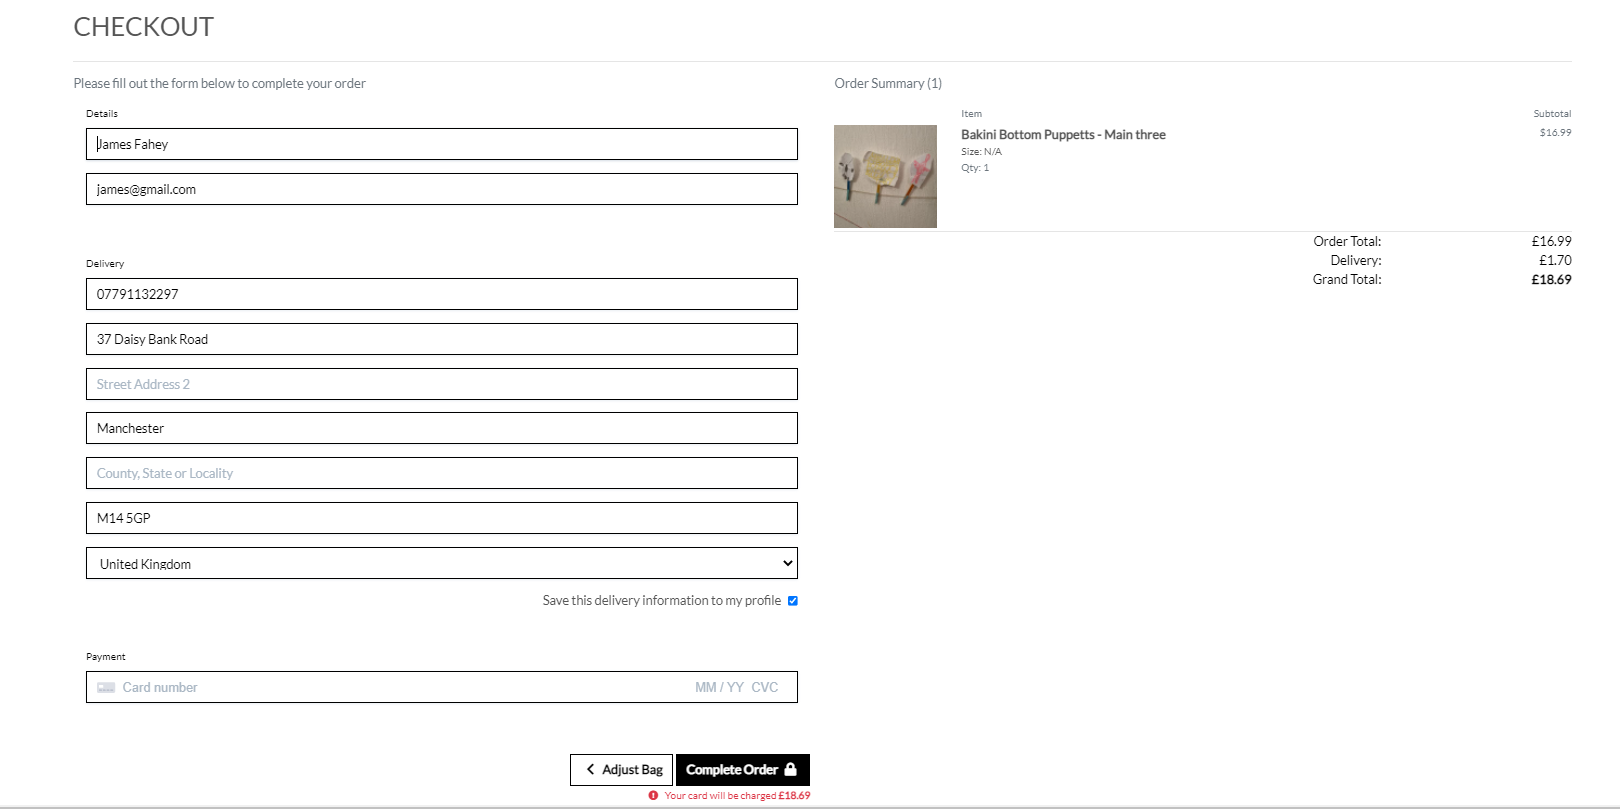 CHECKOUT
Please fill out the form below to complete your order
Details
James Fahey
james@gmail.com
Delivery
07791132297
37 Daisy Bank Road
Street Address 2
Manchester
County, State or Locality
M14 5GP
United Kingdom
Save this delivery information to my profile
Payment
Card number MM / YY CVC
Adjust Bag Complete Order
Your card will be charged £18.69
Order Summary (1)
Item Subtotal
Bakini Bottom Puppetts - Main three $16.99
Size: N/A
Qty: 1
Order Total: £16.99
Delivery: £1.70
Grand Total: £18.69